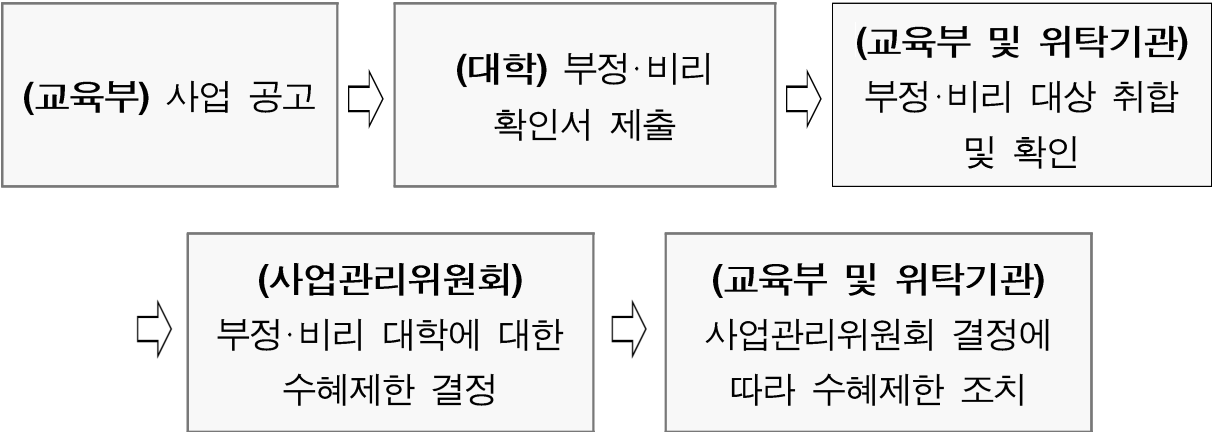 (교육부) 사업 공고
(대학) 부정·비리
확인서 제출
(교육부 및 위탁기관)
부정·비리 대상 취합
및 확인
(사업관리위원회)
부정·비리 대학에 대한
수혜제한 결정
(교육부 및 위탁기관)
사업관리위원회 결정에
따라 수혜제한 조치